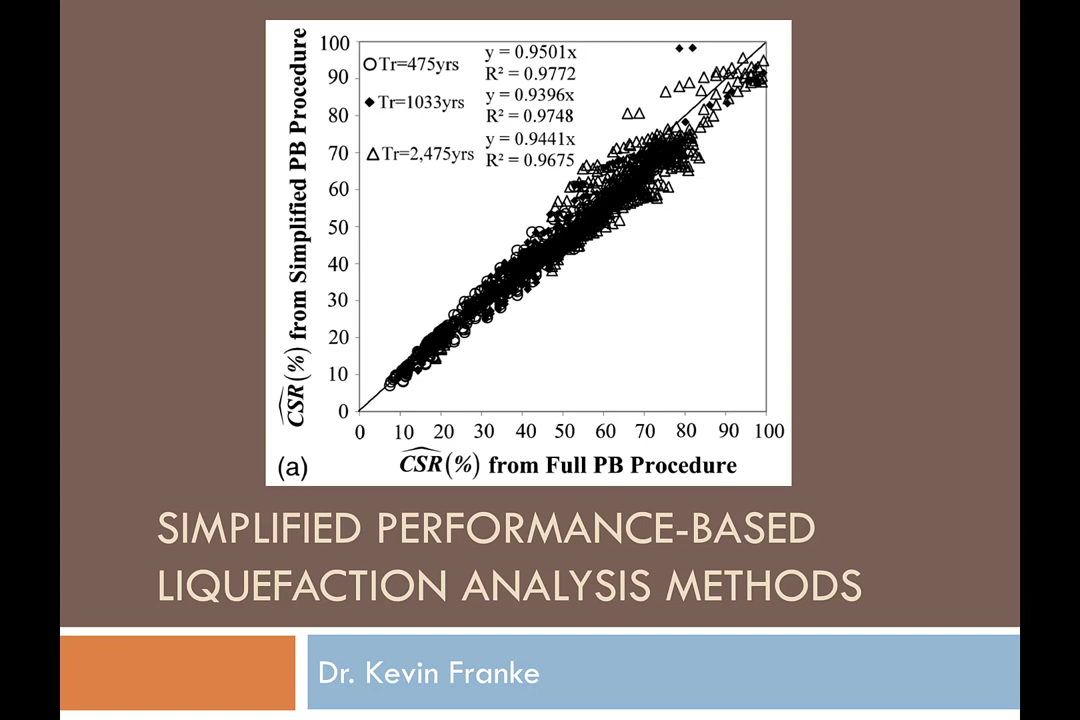 CSR(%) from Simplified PB Procedure
100
90
80
70
60
50
40
30
20
10
0
Tr=475yrs
y = 0.9501x
R² = 0.9772
Tr=1033yrs
y = 0.9396x
R² = 0.9748
Tr=2,475yrs
y = 0.9441x
R² = 0.9675
0 10 20 30 40 50 60 70 80 90 100
(a)
CSR(%) from Full PB Procedure
SIMPLIFIED PERFORMANCE-BASED
LIQUEFACTION ANALYSIS METHODS
Dr. Kevin Franke